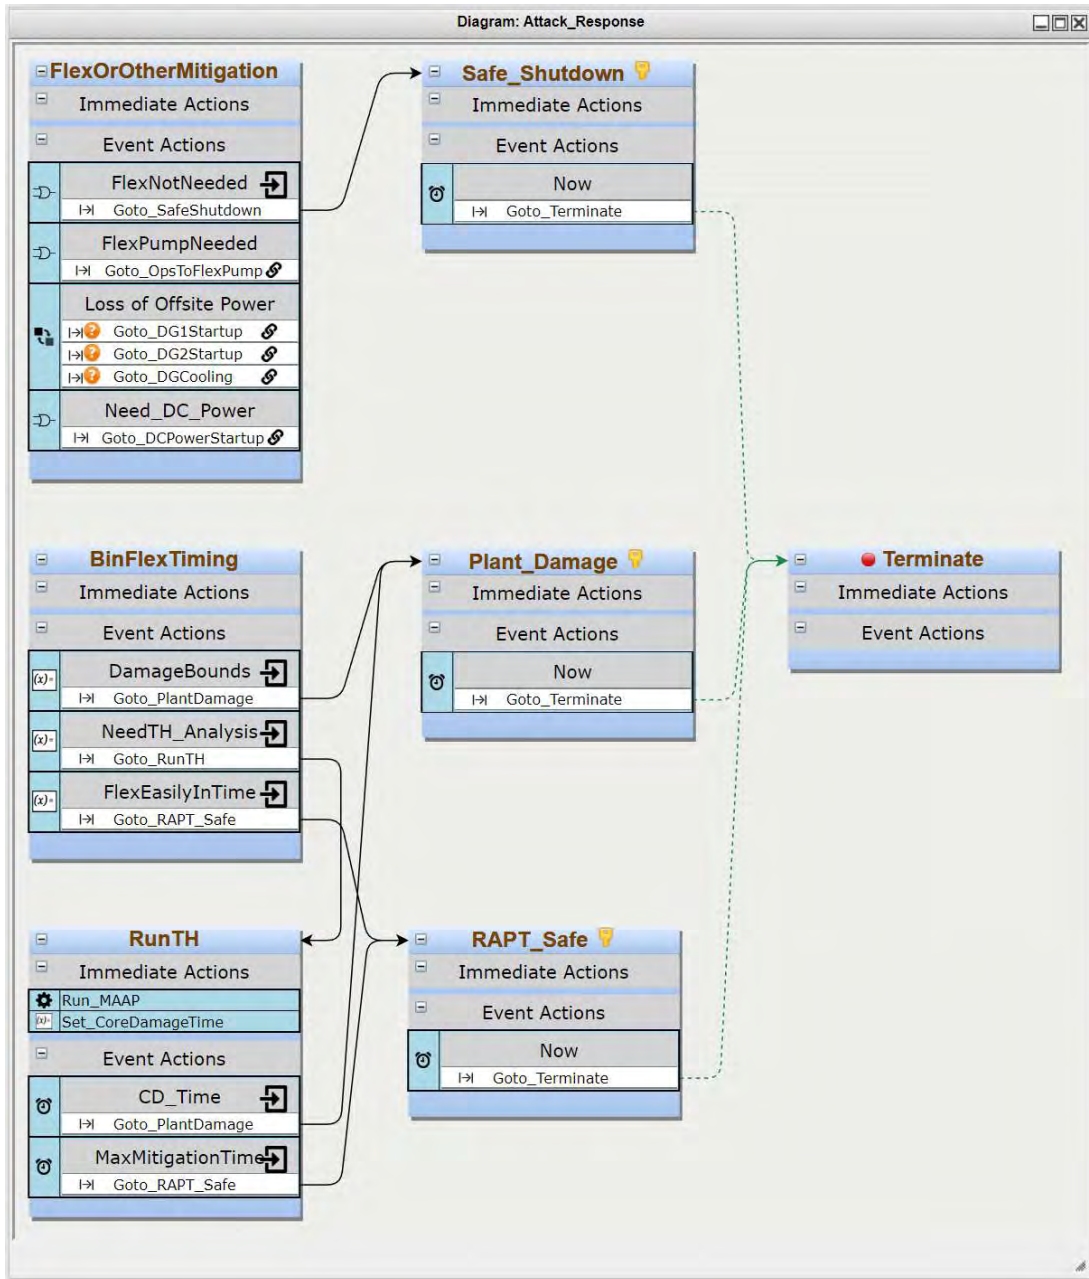 Diagram: Attack_Response
FlexOrOtherMitigation
Immediate Actions
Event Actions
FlexNotNeeded
Goto_SafeShutdown
FlexPumpNeeded
Goto_OpsToFlexPump
Loss of Offsite Power
Goto_DG1Startup
Goto_DG2Startup
Goto_DGCooling
Need_DC_Power
Goto_DCPowerStartup
Safe_Shutdown
Immediate Actions
Event Actions
Now
Goto_Terminate
BinFlexTiming
Immediate Actions
Event Actions
DamageBounds
Goto_PlantDamage
NeedTH_Analysis
Goto_RunTH
FlexEasilyInTime
Goto_RAPT_Safe
Plant_Damage
Immediate Actions
Event Actions
Now
Goto_Terminate
Terminate
Immediate Actions
Event Actions
RunTH
Immediate Actions
Run_MAAP
Set_CoreDamageTime
Event Actions
CD_Time
Goto_PlantDamage
MaxMitigationTime
Goto_RAPT_Safe
RAPT_Safe
Immediate Actions
Event Actions
Now
Goto_Terminate